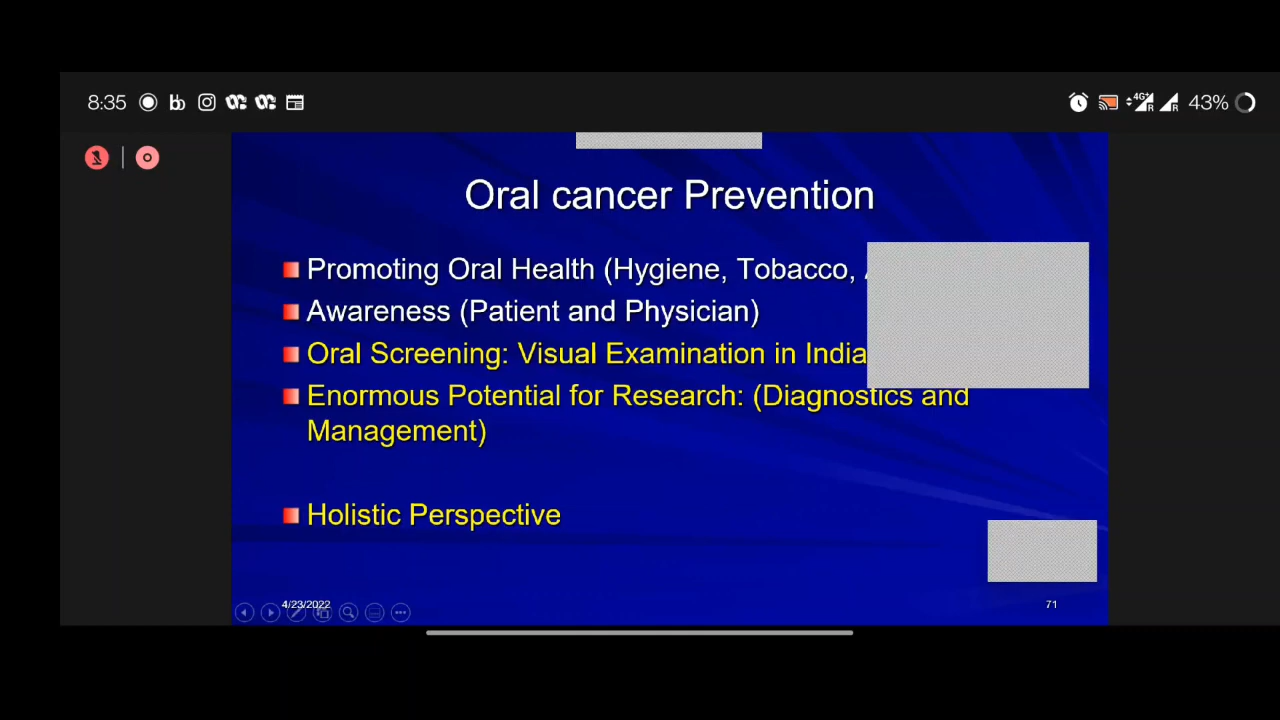 8:35
4G+ R R 43%
Oral cancer Prevention
Promoting Oral Health (Hygiene, Tobacco,
Awareness (Patient and Physician)
Oral Screening: Visual Examination in India
Enormous Potential for Research: (Diagnostics and
Management)
Holistic Perspective
4/23/2022
71